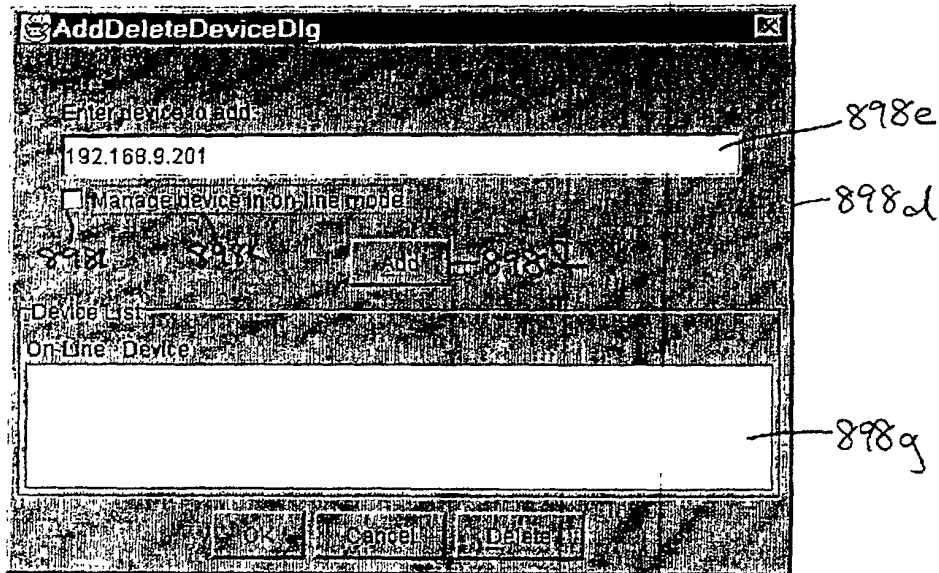 AddDeleteDeviceDlg
Enter device to add:
898e
192.168.9.201
Manage device in on-line mode
898d
898k
Add
Device List
On-Line Device
898g
OK Cancel Delete